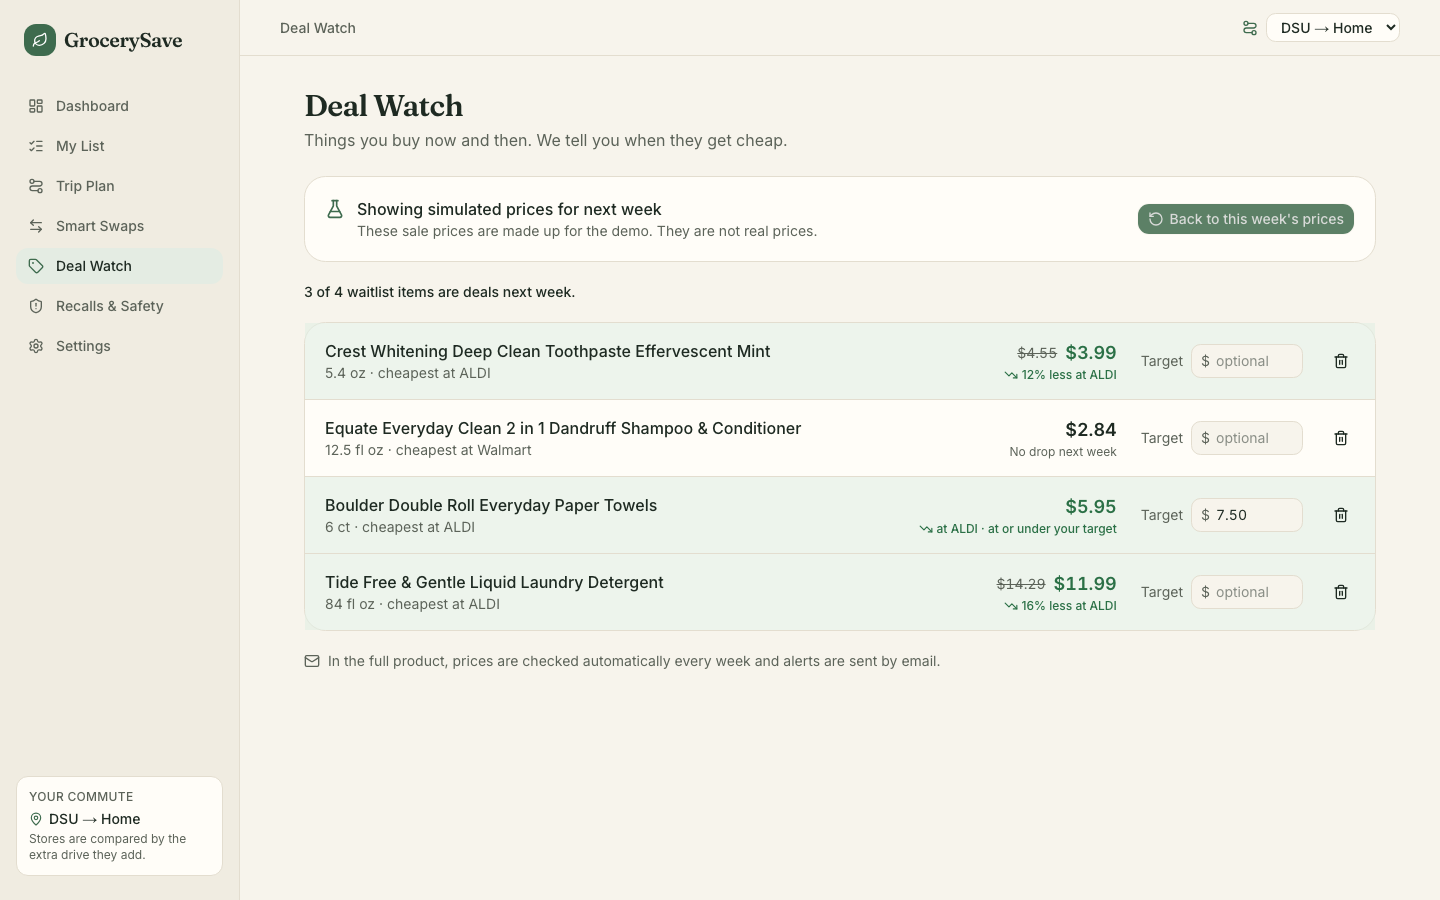 GrocerySave
Dashboard
My List
Trip Plan
Smart Swaps
Deal Watch
Recalls & Safety
Settings
YOUR COMMUTE
DSU → Home
Stores are compared by the
extra drive they add.
Deal Watch
DSU → Home
Deal Watch
Things you buy now and then. We tell you when they get cheap.
Showing simulated prices for next week
These sale prices are made up for the demo. They are not real prices.
Back to this week's prices
3 of 4 waitlist items are deals next week.
Crest Whitening Deep Clean Toothpaste Effervescent Mint
5.4 oz · cheapest at ALDI
$4.55 $3.99
12% less at ALDI
Target $ optional
Equate Everyday Clean 2 in 1 Dandruff Shampoo & Conditioner
12.5 fl oz · cheapest at Walmart
$2.84
No drop next week
Target $ optional
Boulder Double Roll Everyday Paper Towels
6 ct · cheapest at ALDI
$5.95
at ALDI · at or under your target
Target $ 7.50
Tide Free & Gentle Liquid Laundry Detergent
84 fl oz · cheapest at ALDI
$14.29 $11.99
16% less at ALDI
Target $ optional
In the full product, prices are checked automatically every week and alerts are sent by email.